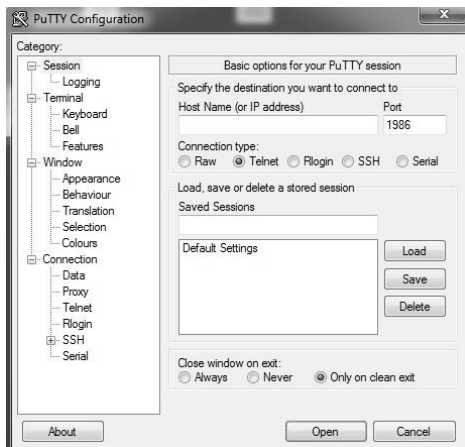 PuTTY Configuration
Category:
Session
Logging
Terminal
Keyboard
Bell
Features
Window
Appearance
Behaviour
Translation
Selection
Colours
Connection
Data
Proxy
Telnet
Rlogin
SSH
Serial
Basic options for your PuTTY session
Specify the destination you want to connect to
Host Name (or IP address) Port
1986
Connection type:
Raw Telnet Rlogin SSH Serial
Load, save or delete a stored session
Saved Sessions
Default Settings
Load
Save
Delete
Close window on exit:
Always Never Only on clean exit
About Open Cancel